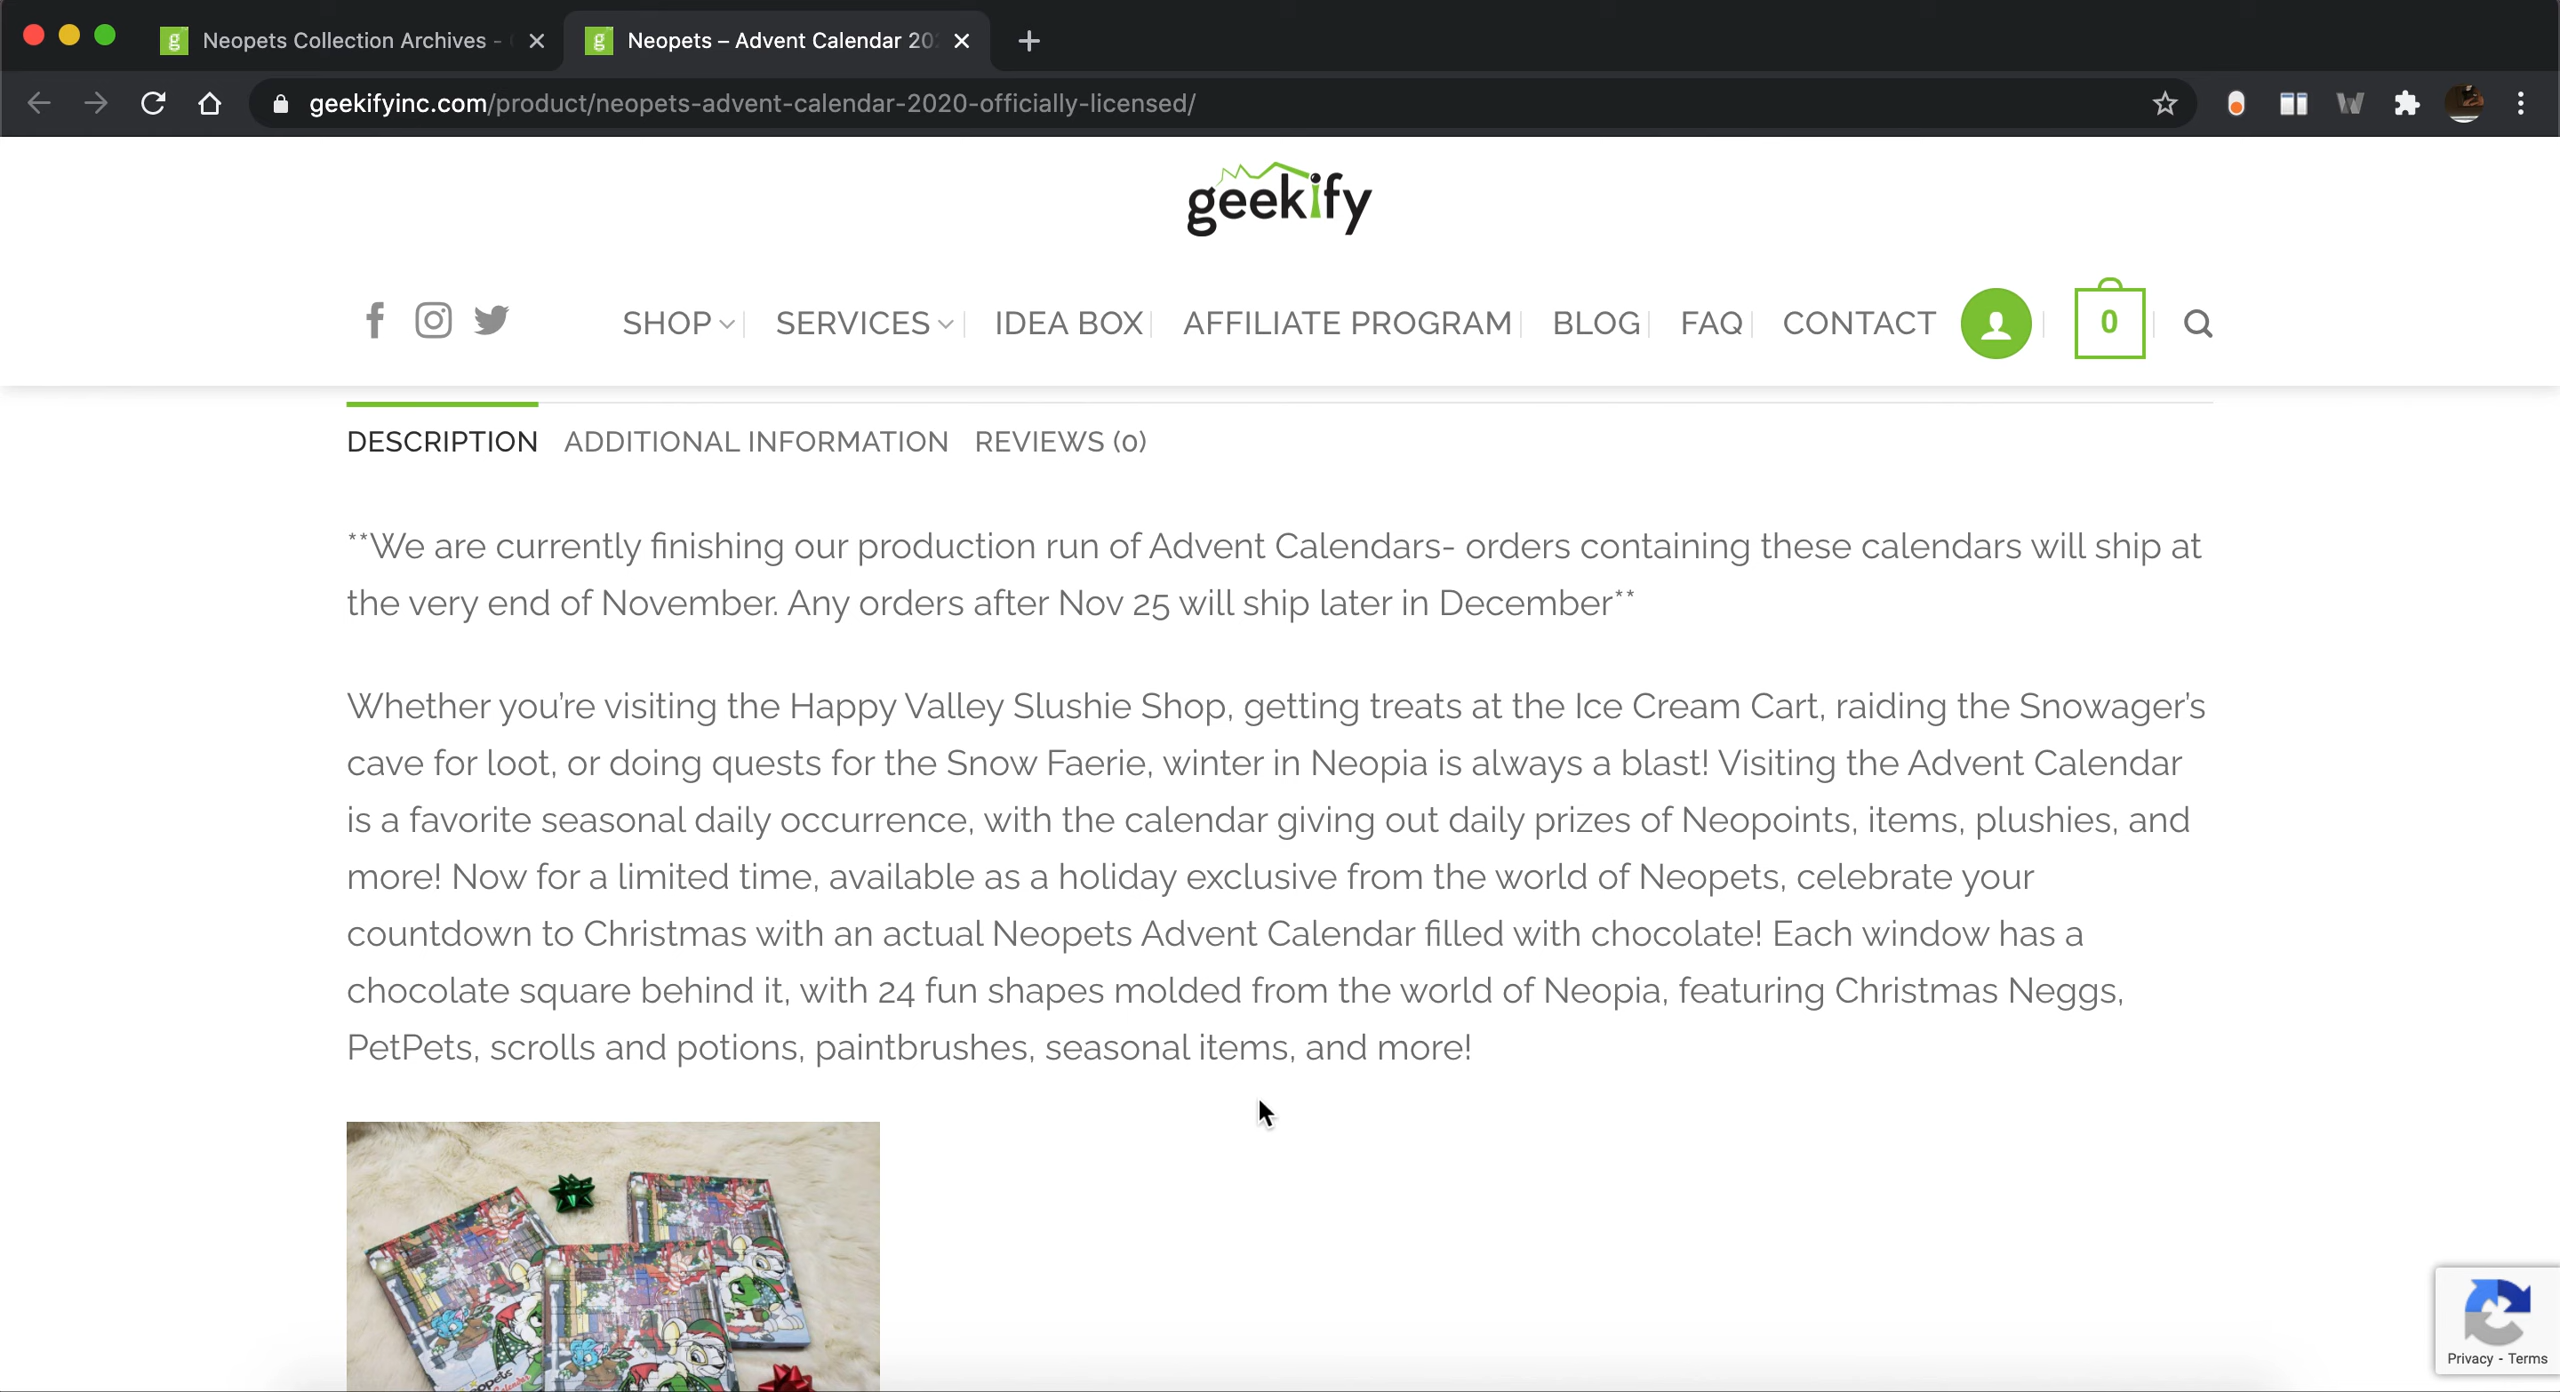 Neopets Collection Archives -
Neopets – Advent Calendar 20
geekifyinc.com/product/neopets-advent-calendar-2020-officially-licensed/
geekify
SHOP
SERVICES
IDEA BOX
AFFILIATE PROGRAM
BLOG
FAQ
CONTACT
0
DESCRIPTION
ADDITIONAL INFORMATION
REVIEWS (0)
**We are currently finishing our production run of Advent Calendars- orders containing these calendars will ship at
the very end of November. Any orders after Nov 25 will ship later in December**
Whether you’re visiting the Happy Valley Slushie Shop, getting treats at the Ice Cream Cart, raiding the Snowager’s
cave for loot, or doing quests for the Snow Faerie, winter in Neopia is always a blast! Visiting the Advent Calendar
is a favorite seasonal daily occurrence, with the calendar giving out daily prizes of Neopoints, items, plushies, and
more! Now for a limited time, available as a holiday exclusive from the world of Neopets, celebrate your
countdown to Christmas with an actual Neopets Advent Calendar filled with chocolate! Each window has a
chocolate square behind it, with 24 fun shapes molded from the world of Neopia, featuring Christmas Neggs,
PetPets, scrolls and potions, paintbrushes, seasonal items, and more!
Privacy - Terms